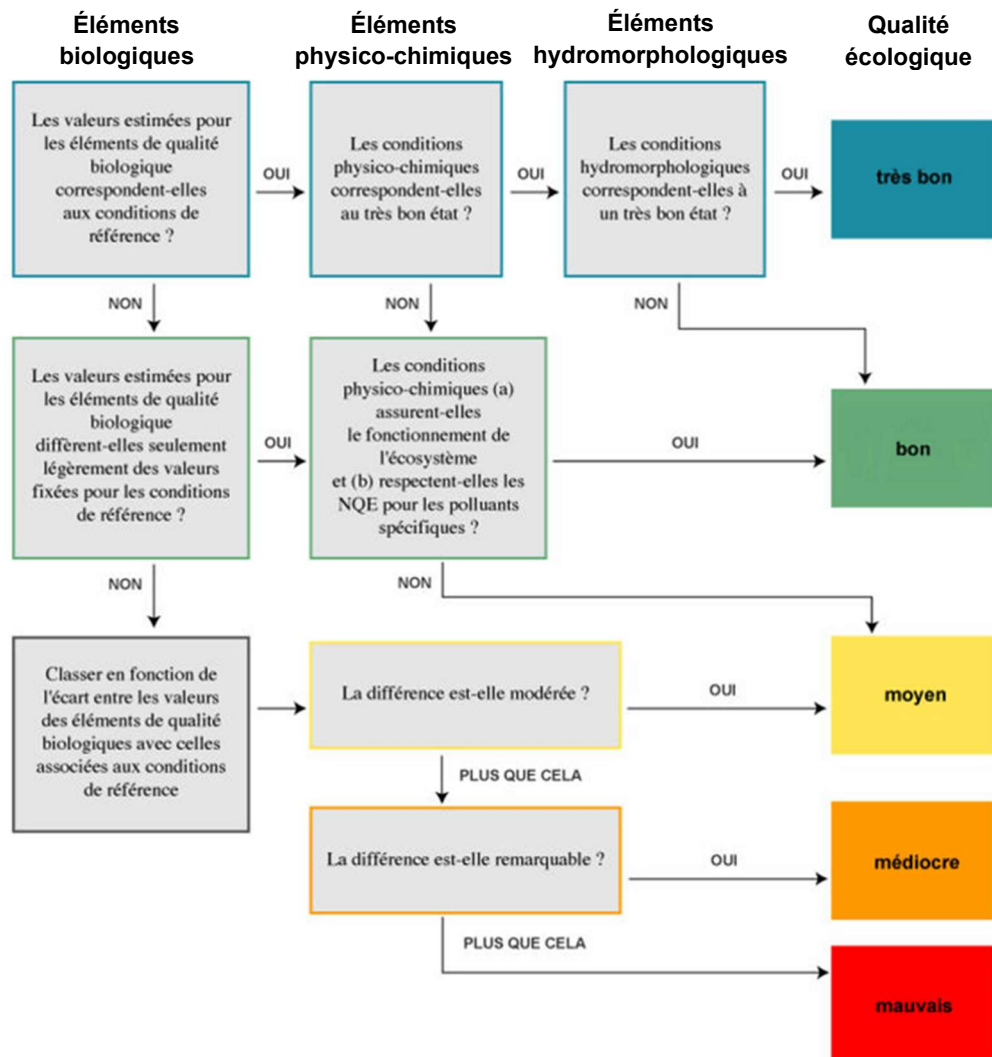 Éléments
biologiques
Éléments
physico-chimiques
Éléments
hydromorphologiques
Qualité
écologique
Les valeurs estimées pour
les éléments de qualité
biologique
correspondent-elles
aux conditions de
référence ?
OUI
Les conditions
physico-chimiques
correspondent-elles
au très bon état ?
OUI
Les conditions
hydromorphologiques
correspondent-elles à
un très bon état ?
OUI
très bon
NON
NON
NON
Les valeurs estimées pour
les éléments de qualité
biologique
diffèrent-elles seulement
légèrement des valeurs
fixées pour les conditions
de référence ?
OUI
Les conditions
physico-chimiques (a)
assurent-elles
le fonctionnement de
l'écosystème
et (b) respectent-elles les
NQE pour les polluants
spécifiques ?
OUI
bon
NON
NON
Classer en fonction de
l'écart entre les valeurs
des éléments de qualité
biologiques avec celles
associées aux conditions
de référence
La différence est-elle modérée ?
OUI
moyen
PLUS QUE CELA
La différence est-elle remarquable ?
OUI
médiocre
PLUS QUE CELA
mauvais